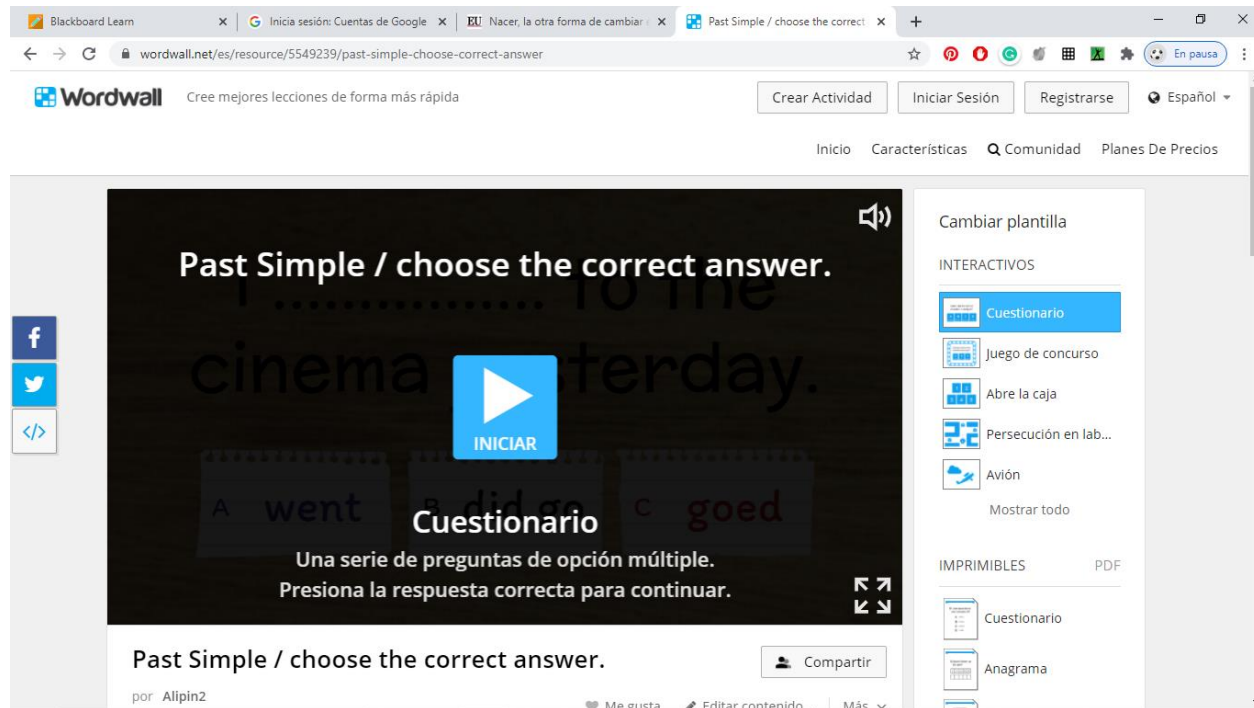 Blackboard Learn
Inicia sesión: Cuentas de Google
EU Nacer, la otra forma de cambiar
Past Simple / choose the correct
wordwall.net/es/resource/5549239/past-simple-choose-correct-answer
En pausa
Wordwall
Cree mejores lecciones de forma más rápida
Crear Actividad
Iniciar Sesión
Registrarse
Español
Inicio
Características
Comunidad
Planes De Precios
Past Simple / choose the correct answer.
I ............... to the
cinema yesterday.
INICIAR
A went
B did go
C goed
Cuestionario
Una serie de preguntas de opción múltiple.
Presiona la respuesta correcta para continuar.
Cambiar plantilla
INTERACTIVOS
Cuestionario
Juego de concurso
Abre la caja
Persecución en lab...
Avión
Mostrar todo
IMPRIMIBLES
PDF
Cuestionario
Anagrama
Past Simple / choose the correct answer.
Compartir
por Alipin2
Me gusta
Editar contenido
Más